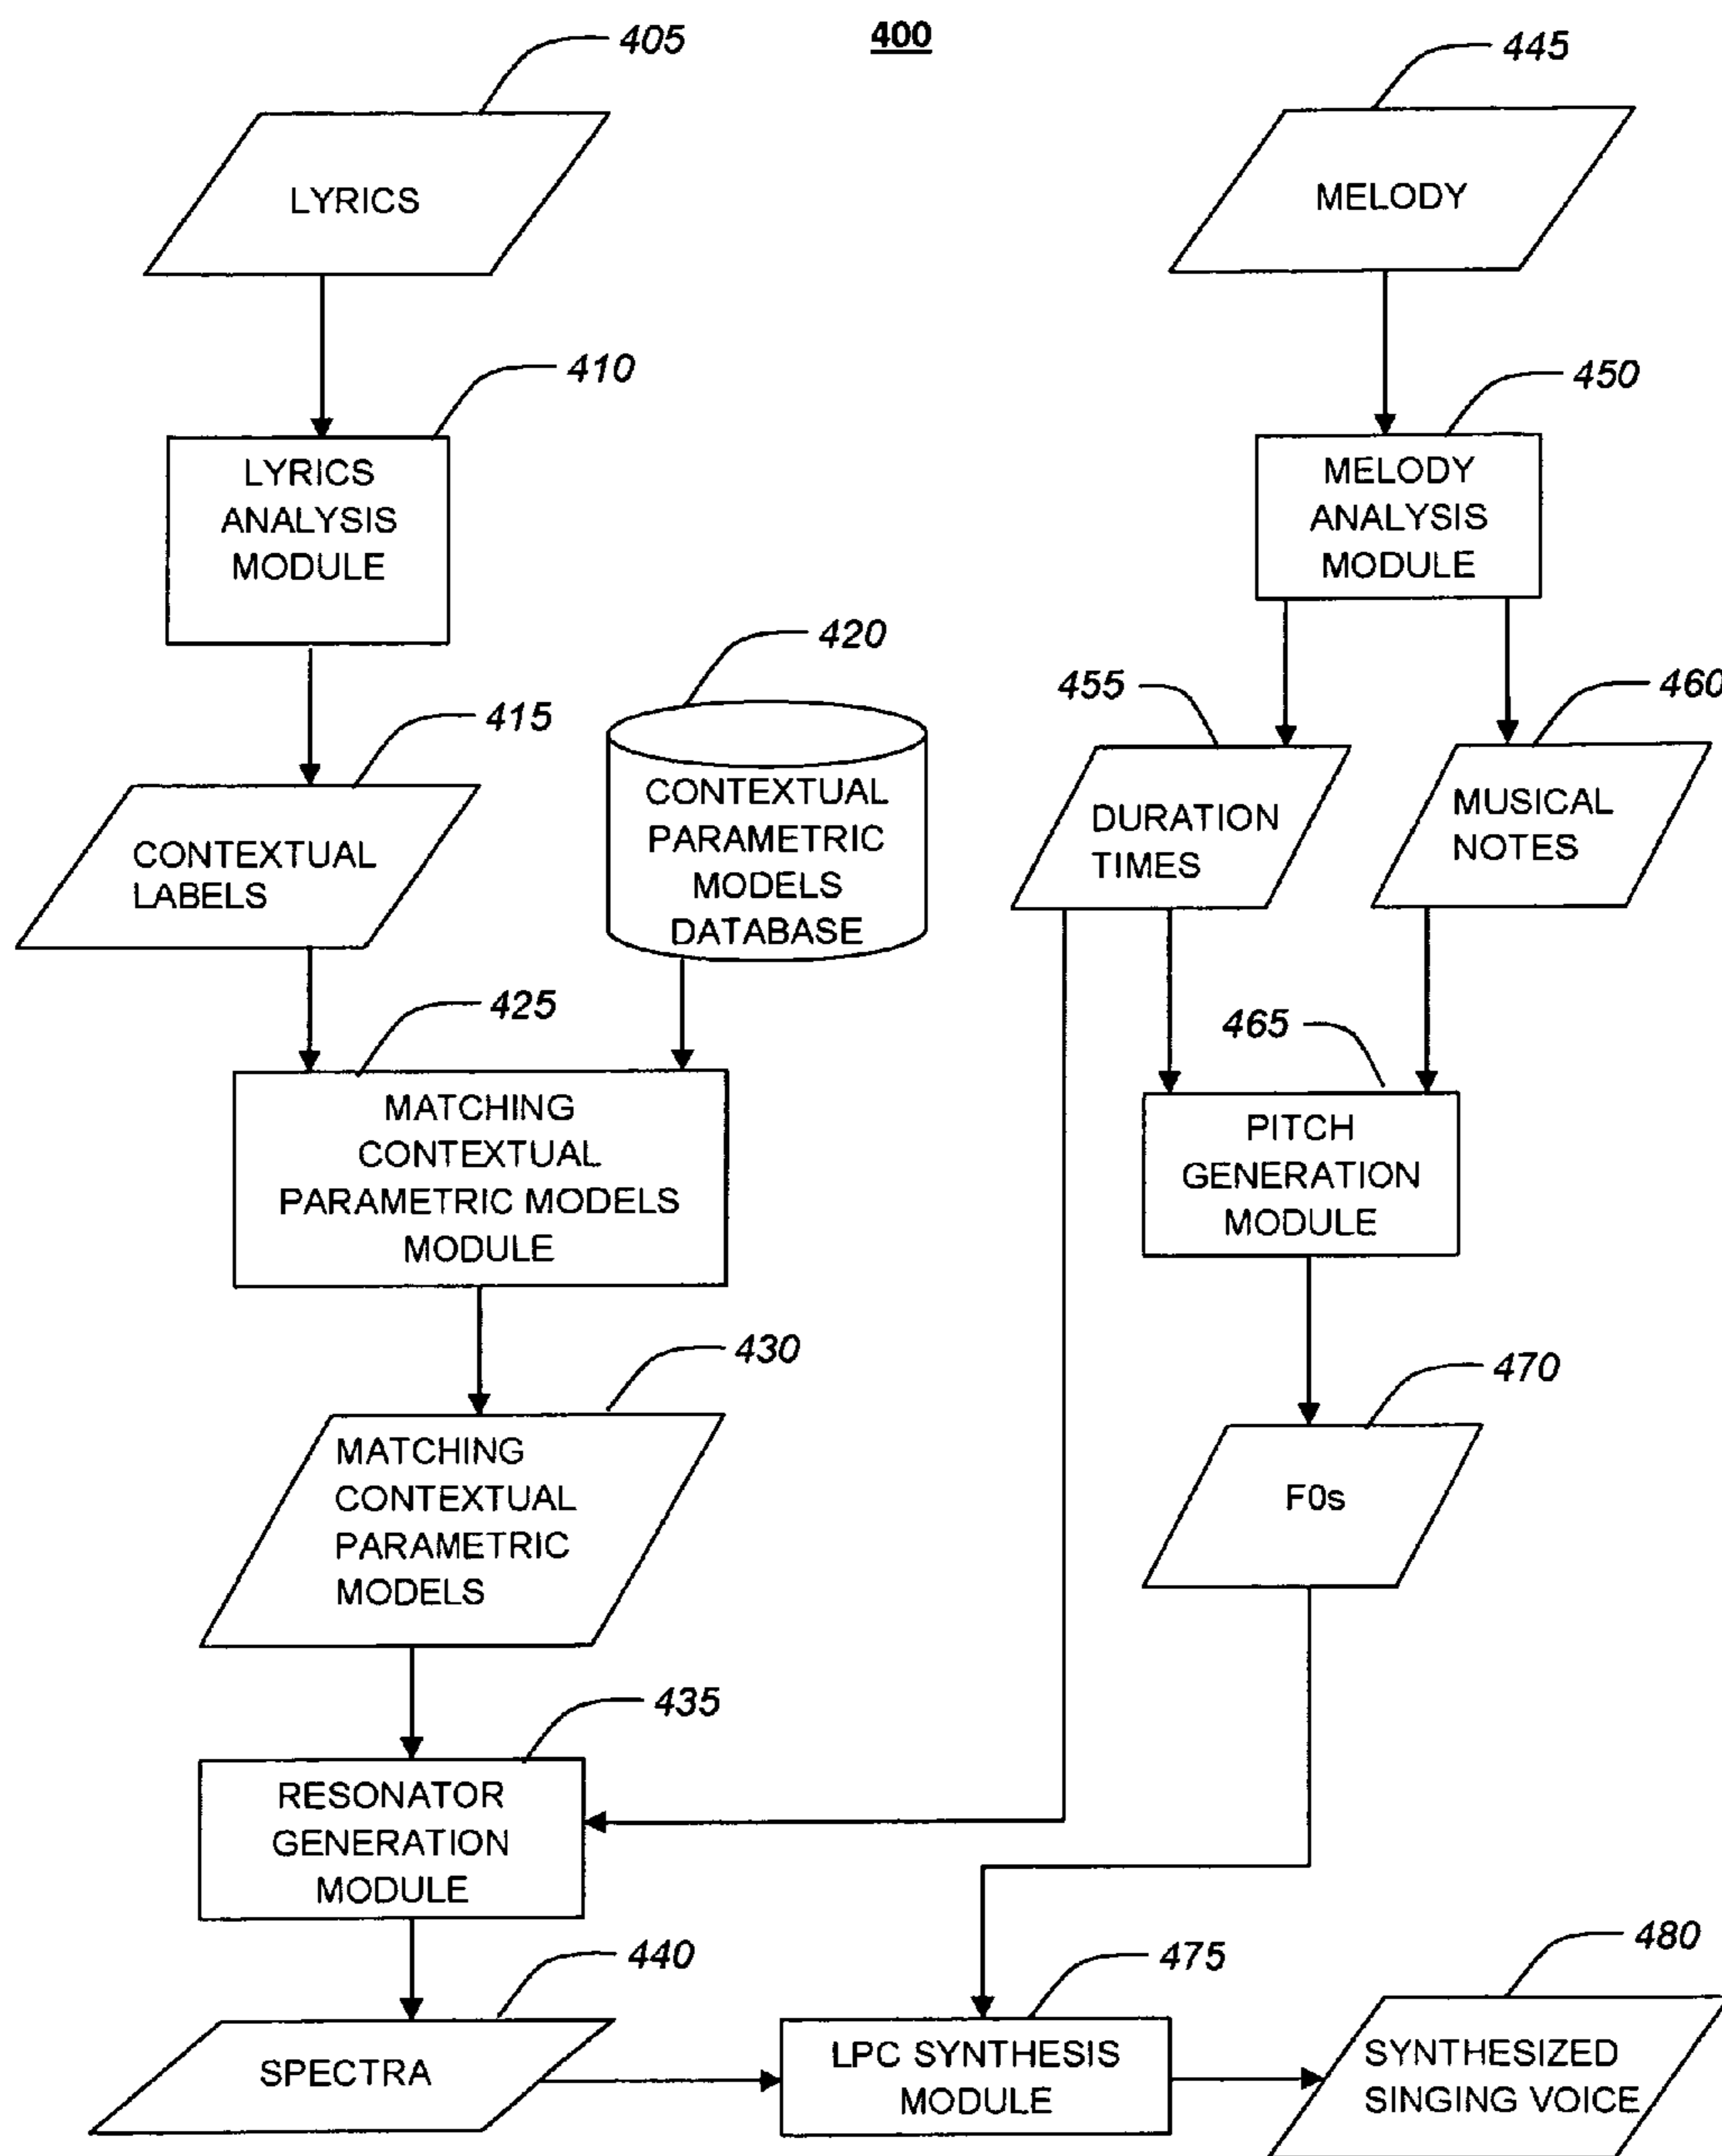 400
405
LYRICS
445
MELODY
410
LYRICS
ANALYSIS
MODULE
450
MELODY
ANALYSIS
MODULE
415
CONTEXTUAL
LABELS
420
CONTEXTUAL
PARAMETRIC
MODELS
DATABASE
455
DURATION
TIMES
460
MUSICAL
NOTES
425
MATCHING
CONTEXTUAL
PARAMETRIC MODELS
MODULE
465
PITCH
GENERATION
MODULE
430
MATCHING
CONTEXTUAL
PARAMETRIC
MODELS
470
F0s
435
RESONATOR
GENERATION
MODULE
440
SPECTRA
475
LPC SYNTHESIS
MODULE
480
SYNTHESIZED
SINGING VOICE